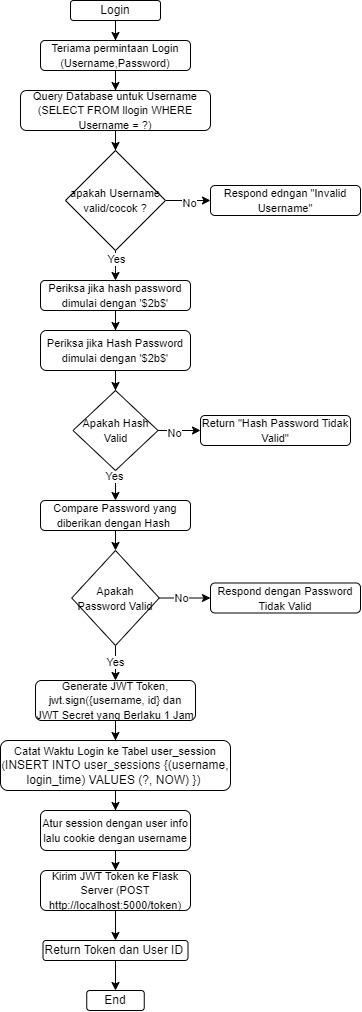 Login
Teriama permintaan Login
(Username,Password)
Query Database untuk Username
(SELECT FROM llogin WHERE
Username = ?)
apakah Username
valid/cocok ?
No
Respond edngan "Invalid
Username"
Yes
Periksa jika hash password
dimulai dengan '$2b$'
Periksa jika Hash Password
dimulai dengan '$2b$'
Apakah Hash
Valid
No
Return "Hash Password Tidak
Valid"
Yes
Compare Password yang
diberikan dengan Hash
Apakah
Password Valid
No
Respond dengan Password
Tidak Valid
Yes
Generate JWT Token,
jwt.sign({username, id} dan
JWT Secret yang Berlaku 1 Jam
Catat Waktu Login ke Tabel user_session
(INSERT INTO user_sessions {(username,
login_time) VALUES (?, NOW) })
Atur session dengan user info
lalu cookie dengan username
Kirim JWT Token ke Flask
Server (POST
http://localhost:5000/token)
Return Token dan User ID
End